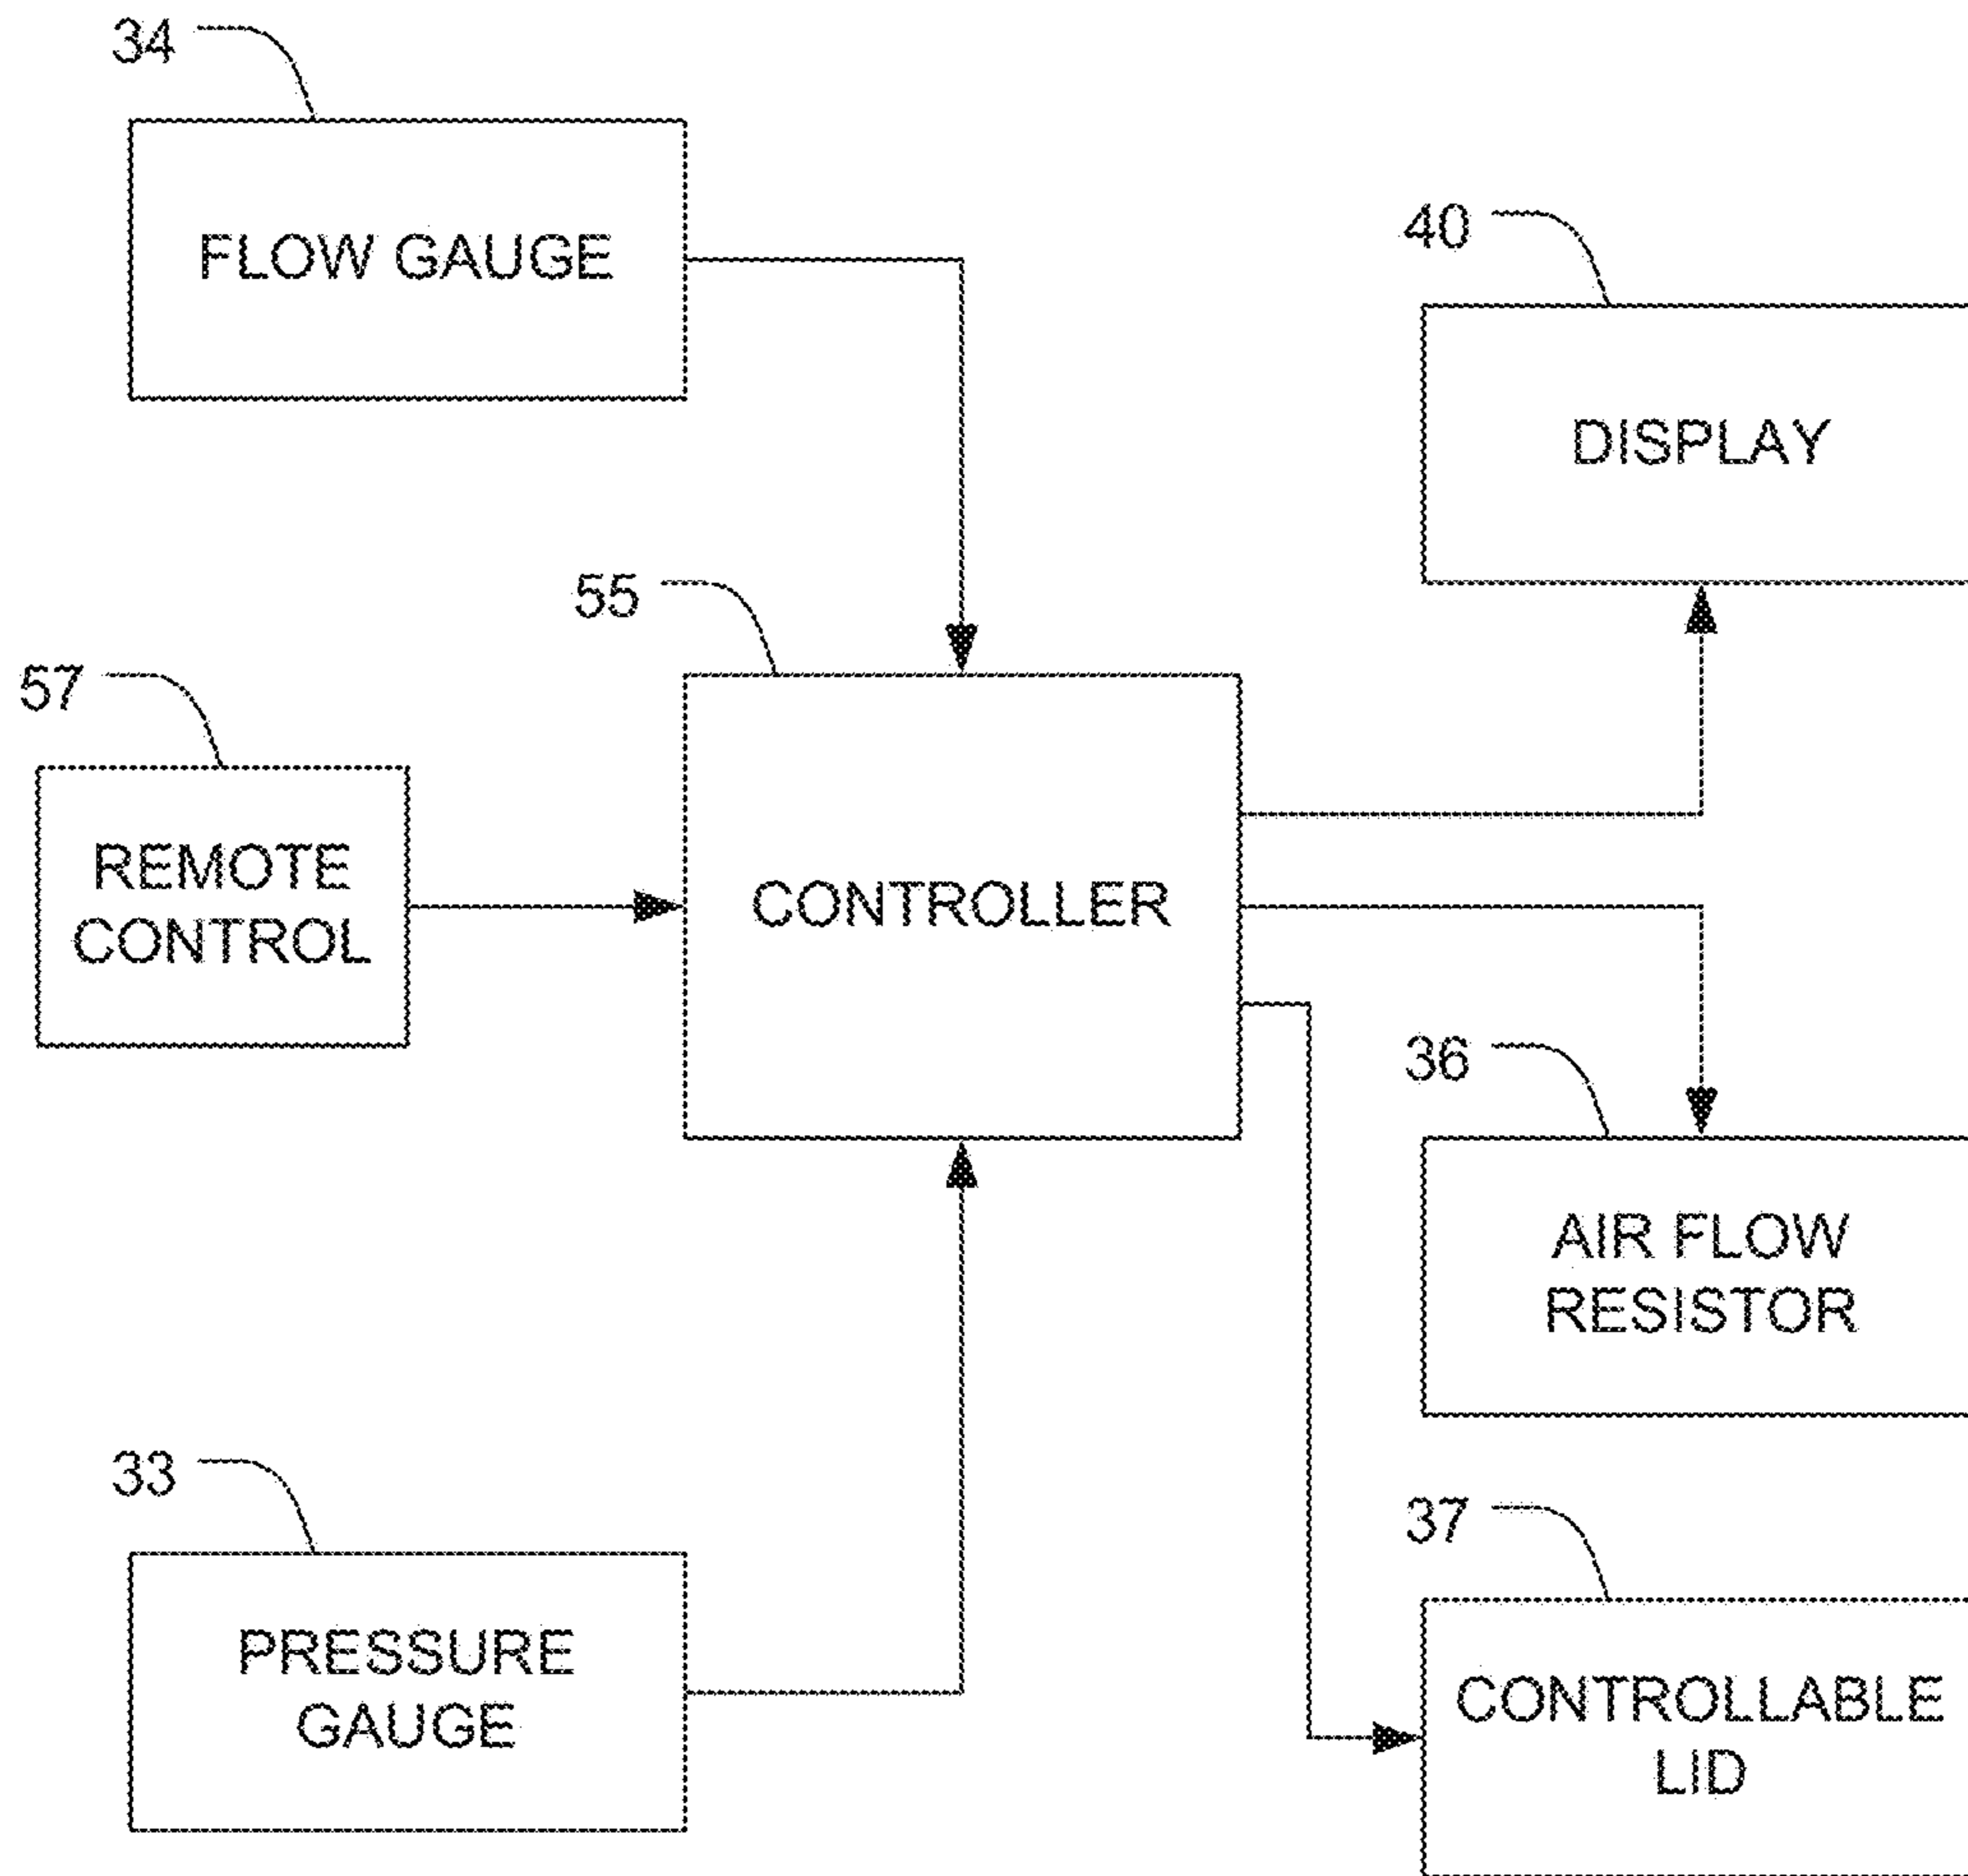 34
FLOW GAUGE
40
DISPLAY
55
57
REMOTE
CONTROL
CONTROLLER
36
AIR FLOW
RESISTOR
33
PRESSURE
GAUGE
37
CONTROLLABLE
LID